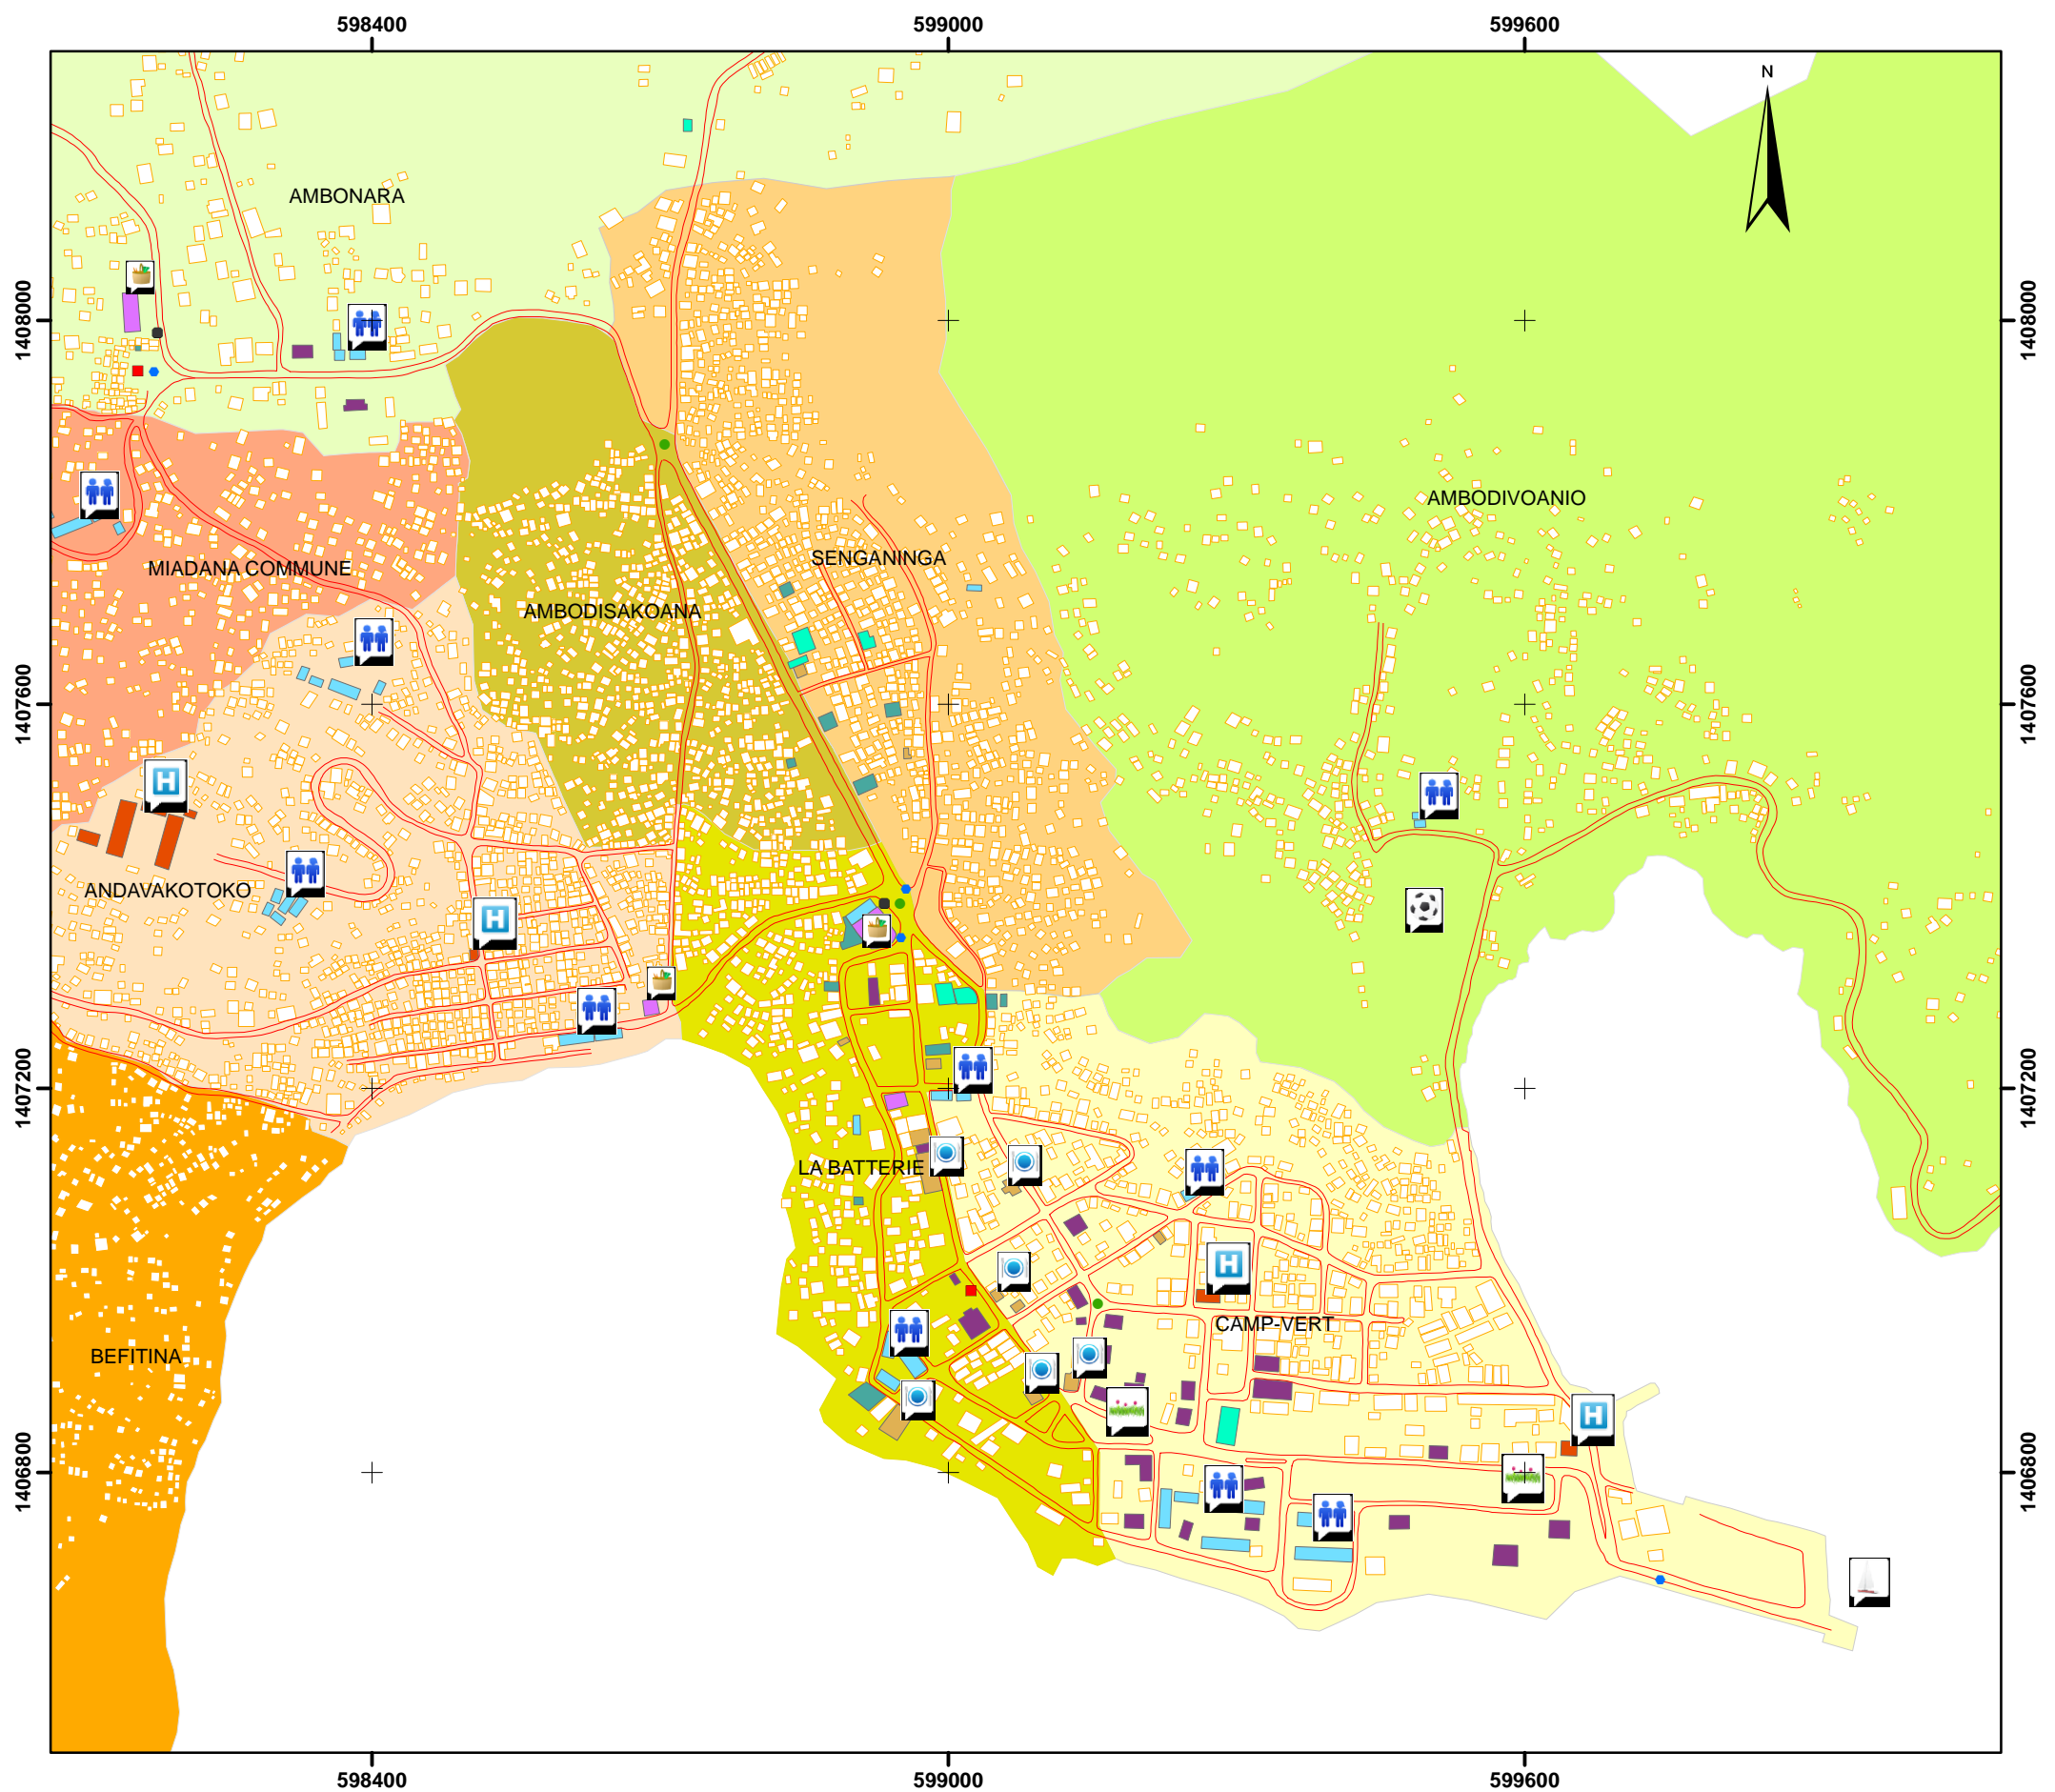 598400 599000 599600
N
AMBONARA
1408000 1408000
AMBODIVOANIO
SENGANINGA
MIADANA COMMUNE
AMBODISAKOANA
1407600 1407600
H
ANDAVAKOTOKO
H
1407200 1407200
LA BATTERIE
H
CAMP-VERT
BEFITINA
H
1406800 1406800
598400 599000 599600